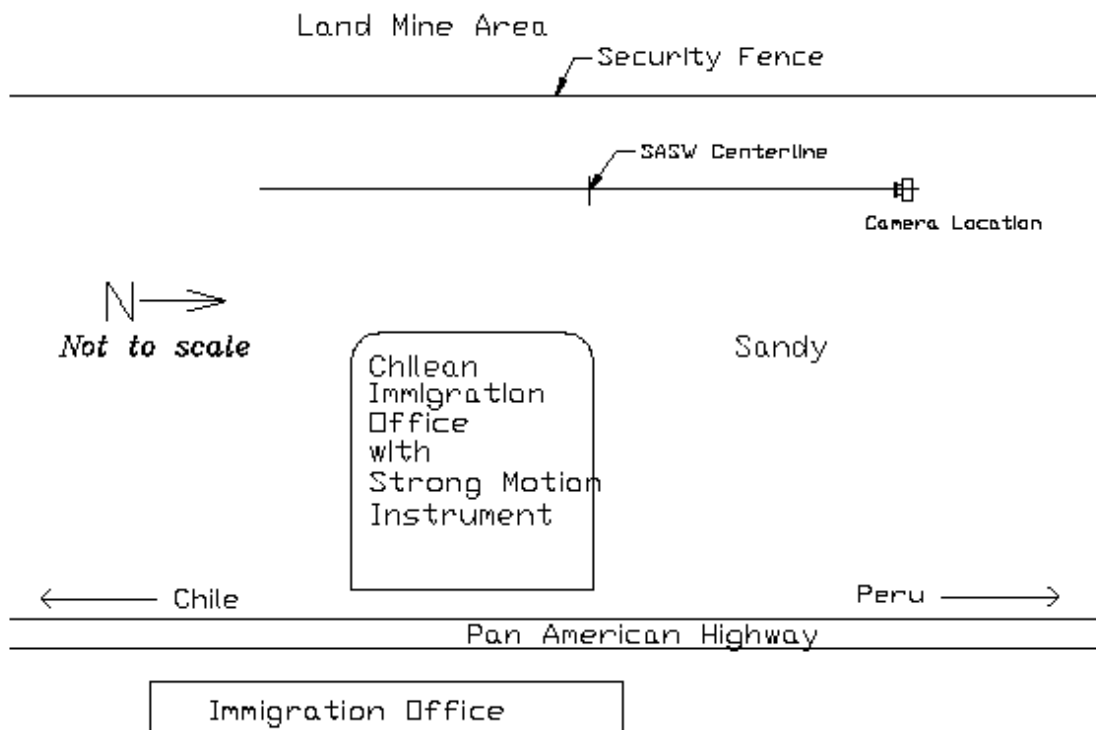 Land Mine Area
Security Fence
SASW Centerline
Camera Location
N
Not to scale
Sandy
Chilean
Immigration
Office
with
Strong Motion
Instrument
Chile
Peru
Pan American Highway
Immigration Office